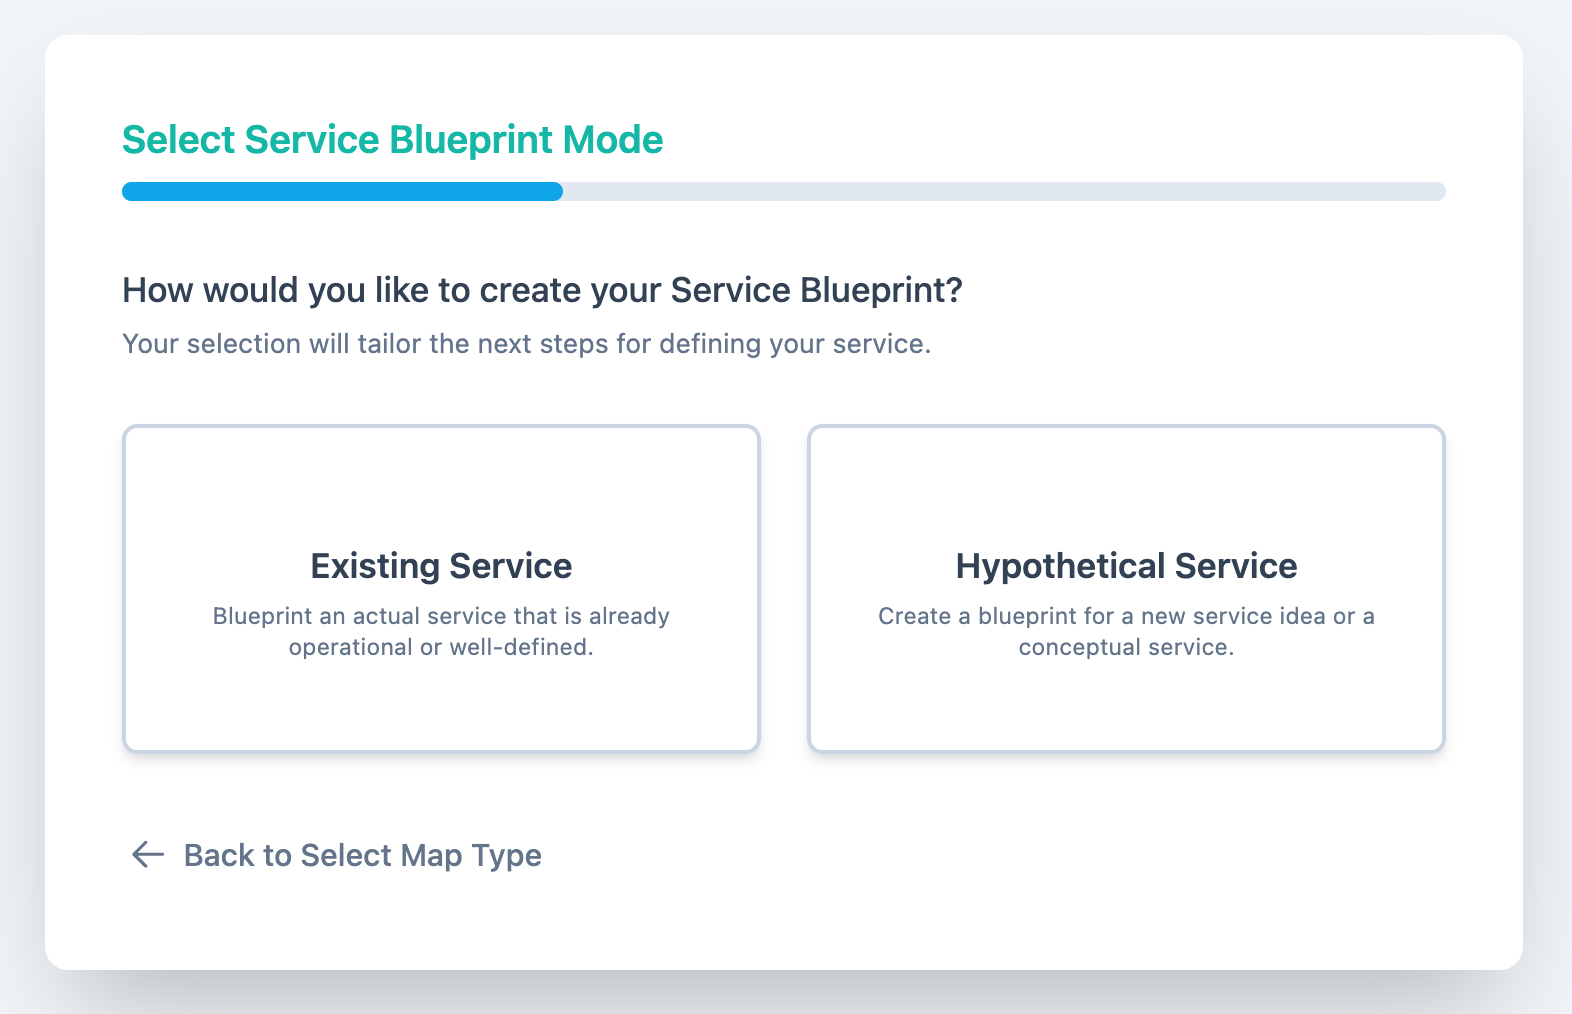 Select Service Blueprint Mode
How would you like to create your Service Blueprint?
Your selection will tailor the next steps for defining your service.
Existing Service
Blueprint an actual service that is already
operational or well-defined.
Hypothetical Service
Create a blueprint for a new service idea or a
conceptual service.
Back to Select Map Type